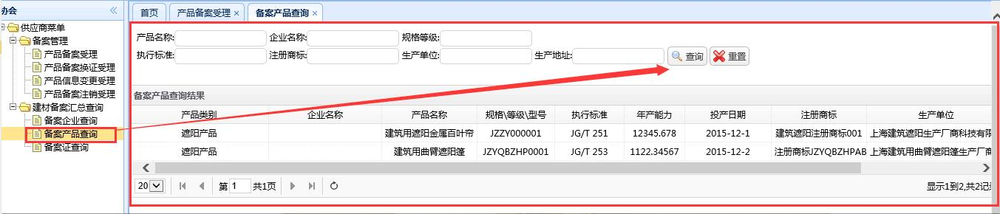 协会
供应商菜单
备案管理
产品备案受理
产品备案换证受理
产品信息变更受理
产品备案注销受理
建材备案汇总查询
备案企业查询
备案产品查询
备案证查询
首页 产品备案受理 × 备案产品查询 ×
产品名称: 企业名称: 规格等级:
执行标准: 注册商标: 生产单位: 生产地址: 查询 重置
备案产品查询结果
产品类别 企业名称 产品名称 规格\等级\型号 执行标准 年产能力 投产日期 注册商标 生产单位
遮阳产品 建筑用遮阳金属百叶帘 JZZY000001 JG/T 251 12345.678 2015-12-1 建筑遮阳注册商标001 上海建筑遮阳生产厂商科技有限
遮阳产品 建筑用曲臂遮阳篷 JZYQBZHP0001 JG/T 253 1122.34567 2015-12-2 注册商标JZYQBZHPAB 上海建筑用曲臂遮阳篷生产厂商
20 第 1 共1页 显示1到2,共2记录